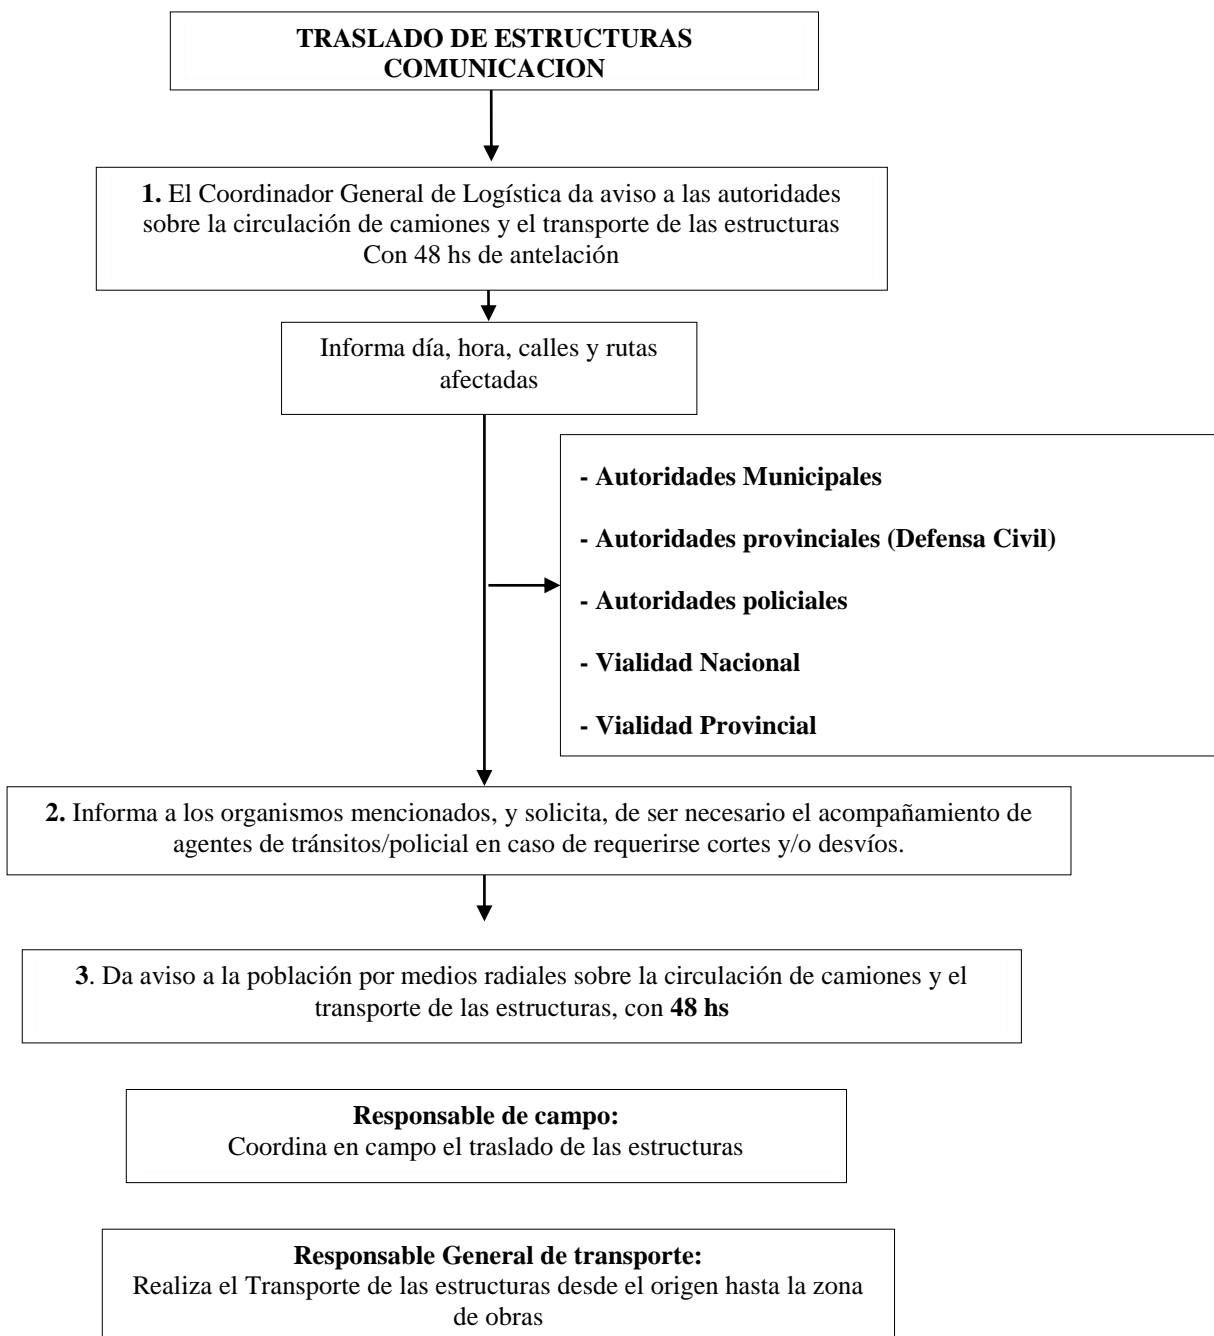 TRASLADO DE ESTRUCTURAS
COMUNICACION
1. El Coordinador General de Logística da aviso a las autoridades
sobre la circulación de camiones y el transporte de las estructuras
Con 48 hs de antelación
Informa día, hora, calles y rutas
afectadas
- Autoridades Municipales
- Autoridades provinciales (Defensa Civil)
- Autoridades policiales
- Vialidad Nacional
- Vialidad Provincial
2. Informa a los organismos mencionados, y solicita, de ser necesario el acompañamiento de
agentes de tránsitos/policial en caso de requerirse cortes y/o desvíos.
3. Da aviso a la población por medios radiales sobre la circulación de camiones y el
transporte de las estructuras, con 48 hs
Responsable de campo:
Coordina en campo el traslado de las estructuras
Responsable General de transporte:
Realiza el Transporte de las estructuras desde el origen hasta la zona
de obras